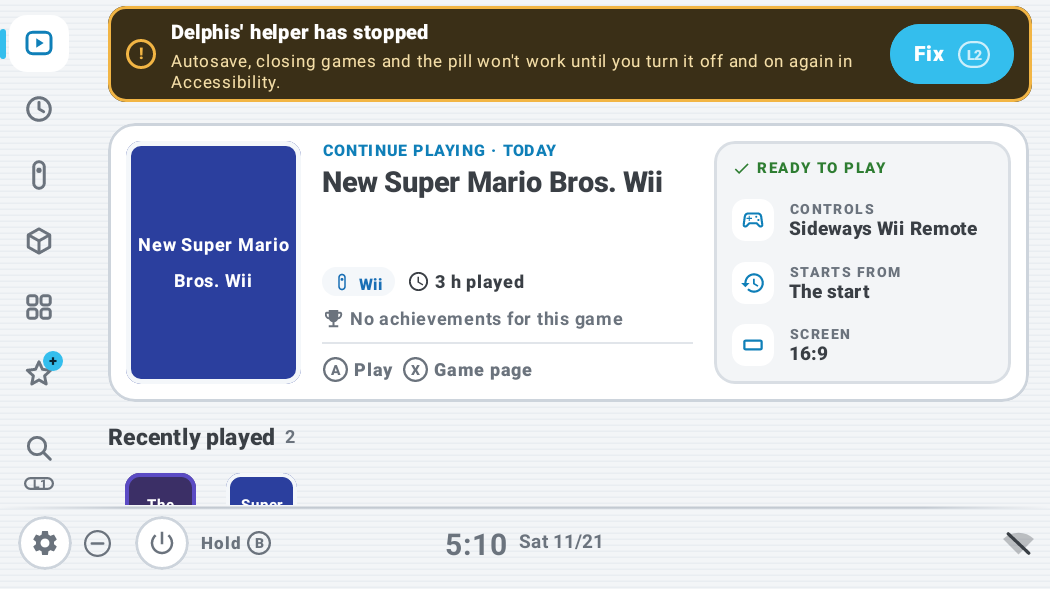 Delphis' helper has stopped
Autosave, closing games and the pill won't work until you turn it off and on again in
Accessibility.
Fix L2
CONTINUE PLAYING · TODAY
New Super Mario Bros. Wii
New Super Mario
Bros. Wii
Wii
3 h played
No achievements for this game
A Play X Game page
READY TO PLAY
CONTROLS
Sideways Wii Remote
STARTS FROM
The start
SCREEN
16:9
Recently played 2
L1
The
Super
Hold B
5:10 Sat 11/21